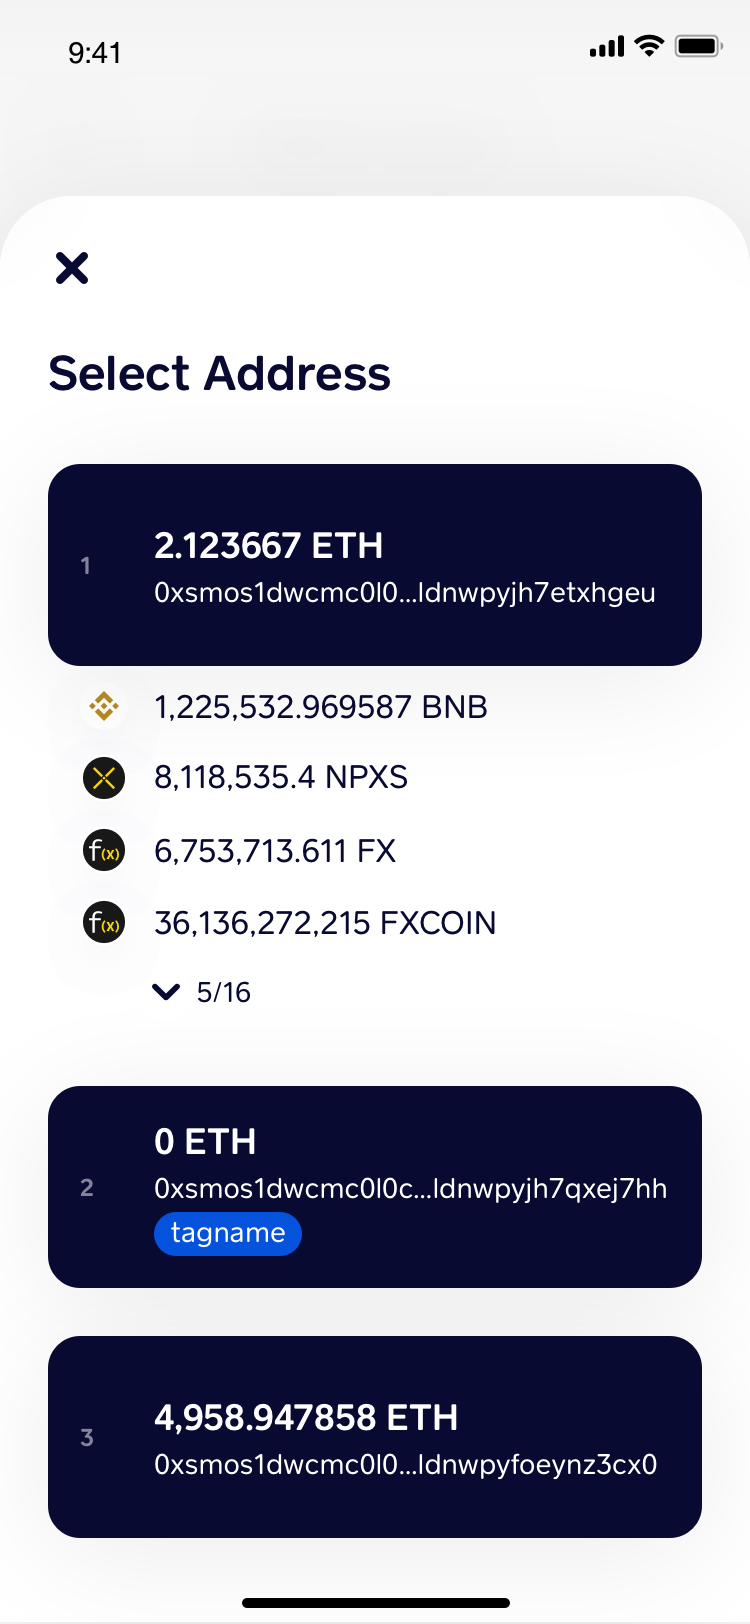 9:41
Select Address
1
2.123667 ETH
0xsmos1dwcmc0l0...ldnwpyjh7etxhgeu
1,225,532.969587 BNB
8,118,535.4 NPXS
f(x) 6,753,713.611 FX
f(x) 36,136,272,215 FXCOIN
5/16
2
0 ETH
0xsmos1dwcmc0l0c...ldnwpyjh7qxej7hh
tagname
3
4,958.947858 ETH
0xsmos1dwcmc0l0...ldnwpyfoeynz3cx0